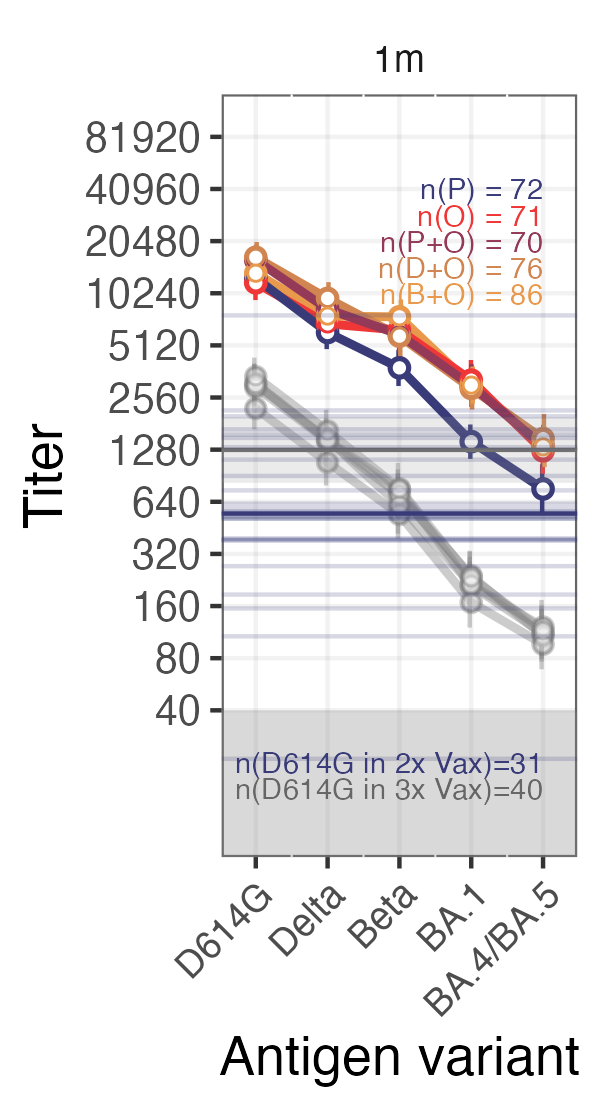 1m
81920
40960
20480
10240
5120
2560
1280
640
320
160
80
40
Titer
n(P) = 72
n(O) = 71
n(P+O) = 70
n(D+O) = 76
n(B+O) = 86
n(D614G in 2x Vax)=31
n(D614G in 3x Vax)=40
D614G
Delta
Beta
BA.1
BA.4/BA.5
Antigen variant